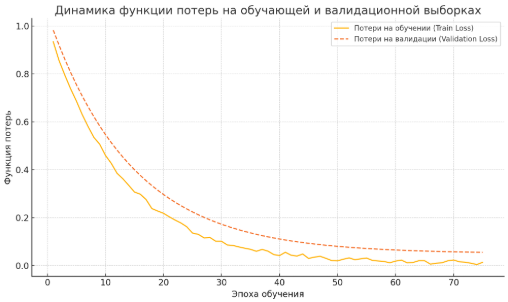 Динамика функции потерь на обучающей и валидационной выборках
Потери на обучении (Train Loss)
Потери на валидации (Validation Loss)
Функция потерь
1.0
0.8
0.6
0.4
0.2
0.0
0 10 20 30 40 50 60 70
Эпоха обучения